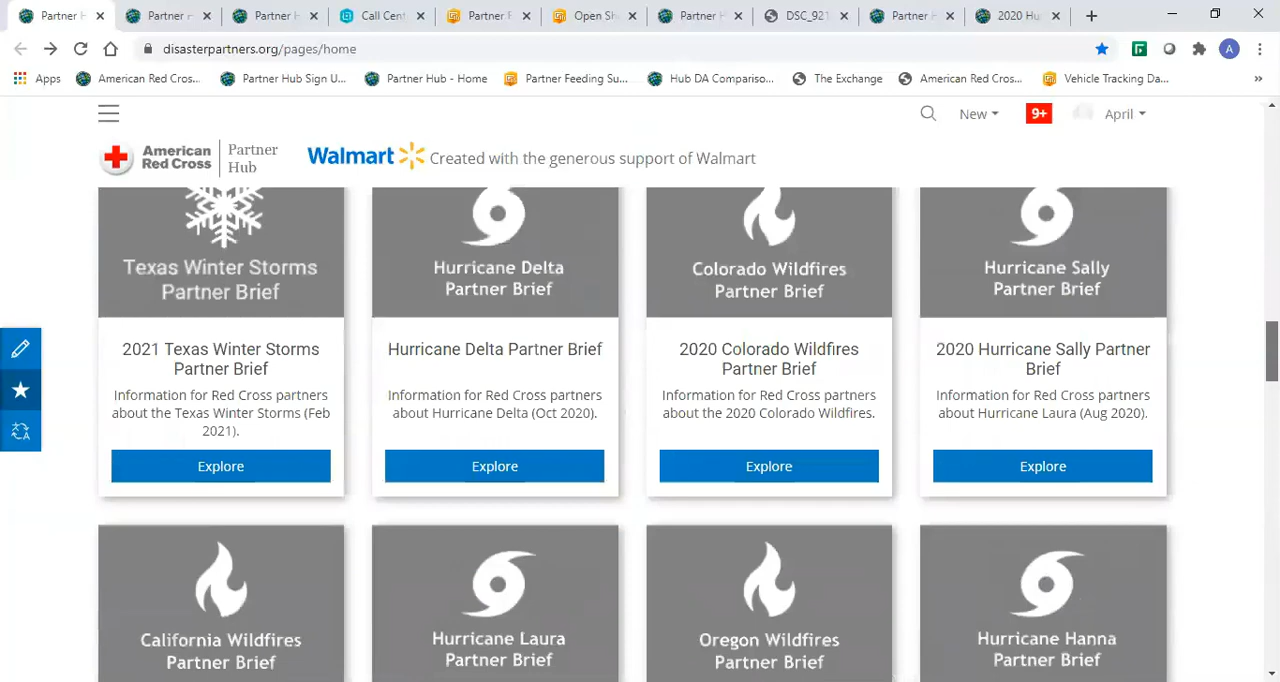 Partner H
Partner H
Partner H
Call Cent
Partner F
Open She
Partner H
DSC_921
Partner H
2020 Hu
disasterpartners.org/pages/home
A
Apps
American Red Cros...
Partner Hub Sign U...
Partner Hub - Home
Partner Feeding Su...
Hub DA Compariso...
The Exchange
American Red Cros...
Vehicle Tracking Da...
»
New
9+
April
American
Red Cross
Partner
Hub
Walmart
Created with the generous support of Walmart
Texas Winter Storms
Partner Brief
Hurricane Delta
Partner Brief
Colorado Wildfires
Partner Brief
Hurricane Sally
Partner Brief
2021 Texas Winter Storms
Partner Brief
Information for Red Cross partners
about the Texas Winter Storms (Feb
2021).
Explore
Hurricane Delta Partner Brief
Information for Red Cross partners
about Hurricane Delta (Oct 2020).
Explore
2020 Colorado Wildfires
Partner Brief
Information for Red Cross partners
about the 2020 Colorado Wildfires.
Explore
2020 Hurricane Sally Partner
Brief
Information for Red Cross partners
about Hurricane Laura (Aug 2020).
Explore
California Wildfires
Partner Brief
Hurricane Laura
Partner Brief
Oregon Wildfires
Partner Brief
Hurricane Hanna
Partner Brief